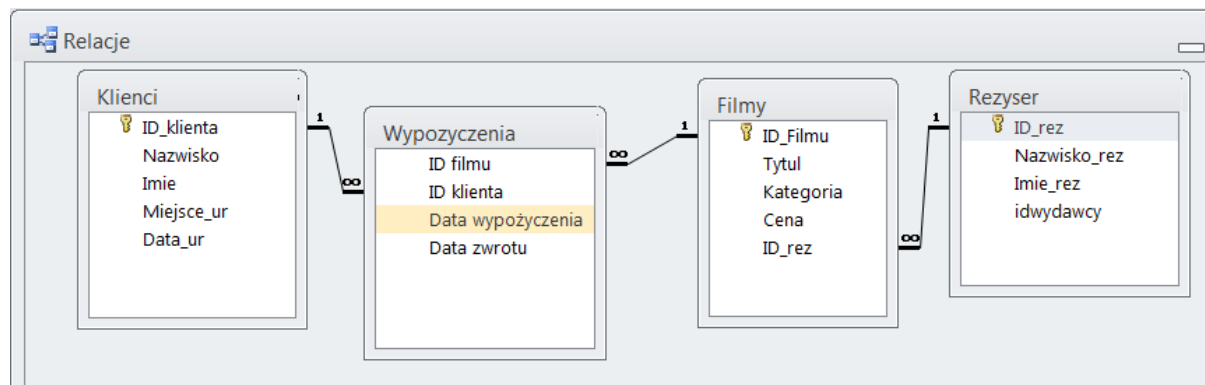 Relacje
Klienci
ID_klienta
Nazwisko
Imie
Miejsce_ur
Data_ur
1
∞
Wypozyczenia
ID filmu
ID klienta
Data wypożyczenia
Data zwrotu
∞
1
Filmy
ID_Filmu
Tytul
Kategoria
Cena
ID_rez
∞
1
Rezyser
ID_rez
Nazwisko_rez
Imie_rez
idwydawcy